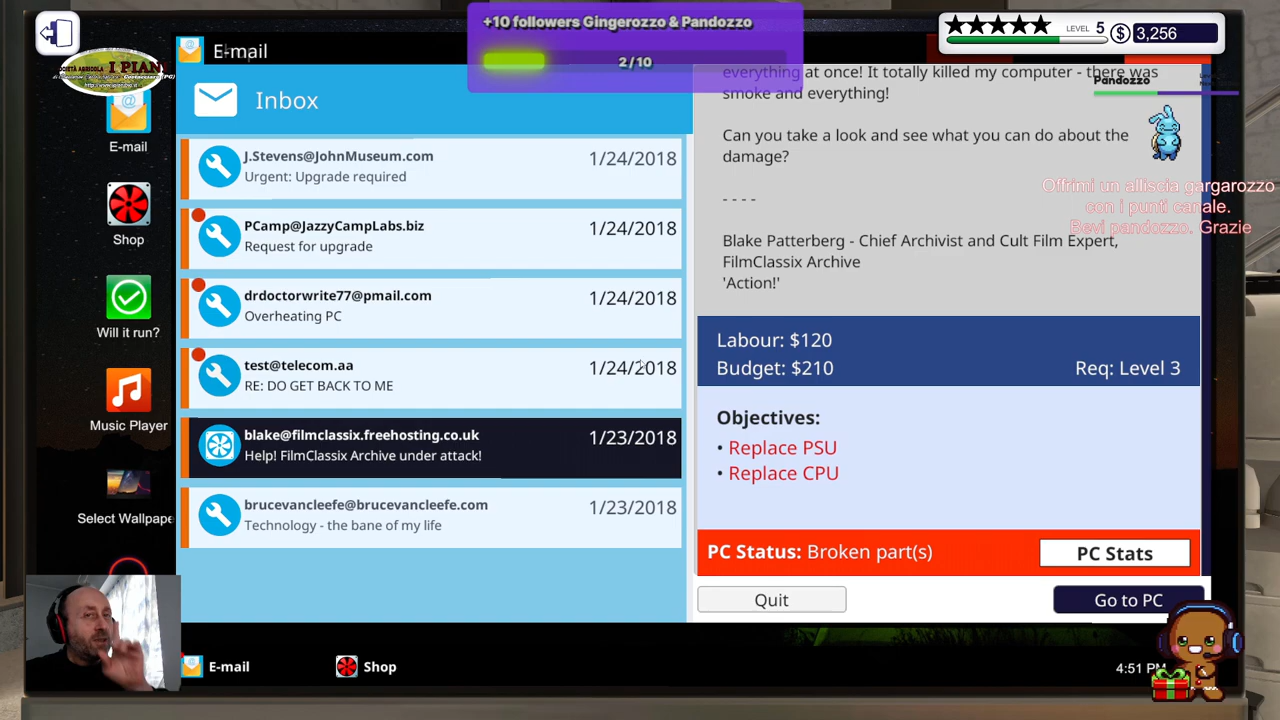 +10 followers Gingerozzo & Pandozzo
2/10
LEVEL 5
$ 3,256
E-mail
I PIANI
E-mail
Shop
Will it run?
Music Player
Select Wallpape
Inbox
J.Stevens@JohnMuseum.com
1/24/2018
Urgent: Upgrade required
PCamp@JazzyCampLabs.biz
1/24/2018
Request for upgrade
drdoctorwrite77@pmail.com
1/24/2018
Overheating PC
test@telecom.aa
1/24/2018
RE: DO GET BACK TO ME
blake@filmclassix.freehosting.co.uk
1/23/2018
Help! FilmClassix Archive under attack!
brucevancleefe@brucevancleefe.com
1/23/2018
Technology - the bane of my life
everything at once! It totally killed my computer - there was
smoke and everything!
Can you take a look and see what you can do about the
damage?
- - - -
Blake Patterberg - Chief Archivist and Cult Film Expert,
FilmClassix Archive
'Action!'
Pandozzo
Offrimi un alliscia gargarozzo
con i punti canale.
Bevi pandozzo. Grazie
Labour: $120
Budget: $210
Req: Level 3
Objectives:
• Replace PSU
• Replace CPU
PC Status: Broken part(s)
PC Stats
Quit
Go to PC
E-mail
Shop
4:51 PM